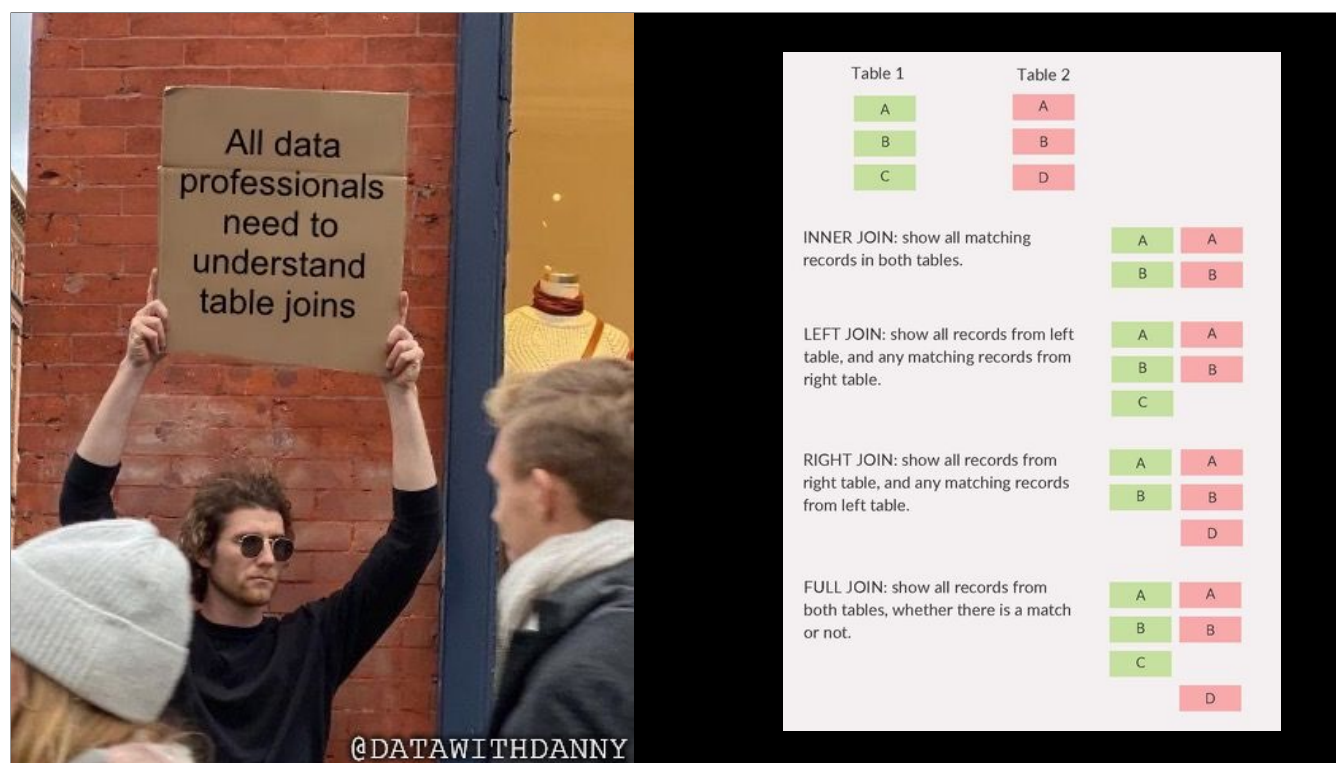 All data
professionals
need to
understand
table joins
@DATAWITHDANNY
Table 1
Table 2
A
A
B
B
C
D
INNER JOIN: show all matching
records in both tables.
A
A
B
B
LEFT JOIN: show all records from left
table, and any matching records from
right table.
A
A
B
B
C
RIGHT JOIN: show all records from
right table, and any matching records
from left table.
A
A
B
B
D
FULL JOIN: show all records from
both tables, whether there is a match
or not.
A
A
B
B
C
D